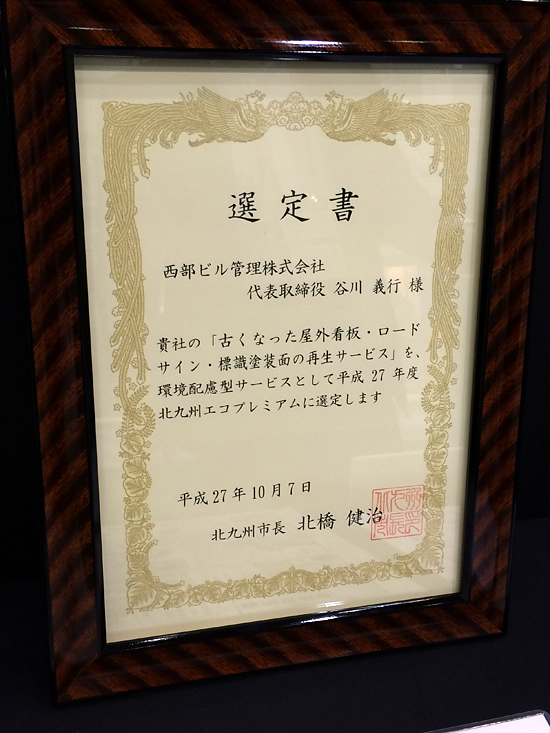 選定書
西部ビル管理株式会社
代表取締役 谷川 義行 様
貴社の「古くなった屋外看板・ロード
サイン・標識塗装面の再生サービス」を、
環境配慮型サービスとして平成 27 年度
北九州エコプレミアムに選定します
平成27年10月7日
北九州市長 北橋 健治